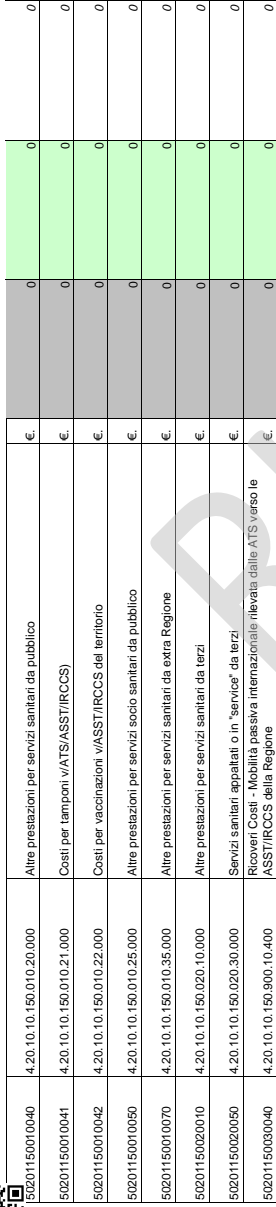 50201150010040 4.20.10.10.150.010.20.000 Altre prestazioni per servizi sanitari da pubblico €. 0 0 0
50201150010041 4.20.10.10.150.010.21.000 Costi per tamponi v/ATS/ASST/IRCCS) €. 0 0 0
50201150010042 4.20.10.10.150.010.22.000 Costi per vaccinazioni v/ASST/IRCCS del territorio €. 0 0 0
50201150010050 4.20.10.10.150.010.25.000 Altre prestazioni per servizi socio sanitari da pubblico €. 0 0 0
50201150010070 4.20.10.10.150.010.35.000 Altre prestazioni per servizi sanitari da extra Regione €. 0 0 0
50201150020010 4.20.10.10.150.020.10.000 Altre prestazioni per servizi sanitari da terzi €. 0 0 0
50201150020050 4.20.10.10.150.020.30.000 Servizi sanitari appaltati o in "service" da terzi €. 0 0 0
50201150030040 4.20.10.10.150.900.10.400 Ricoveri Costi - Mobilità passiva internazionale rilevata dalle ATS verso le
ASST/IRCCS della Regione €. 0 0 0